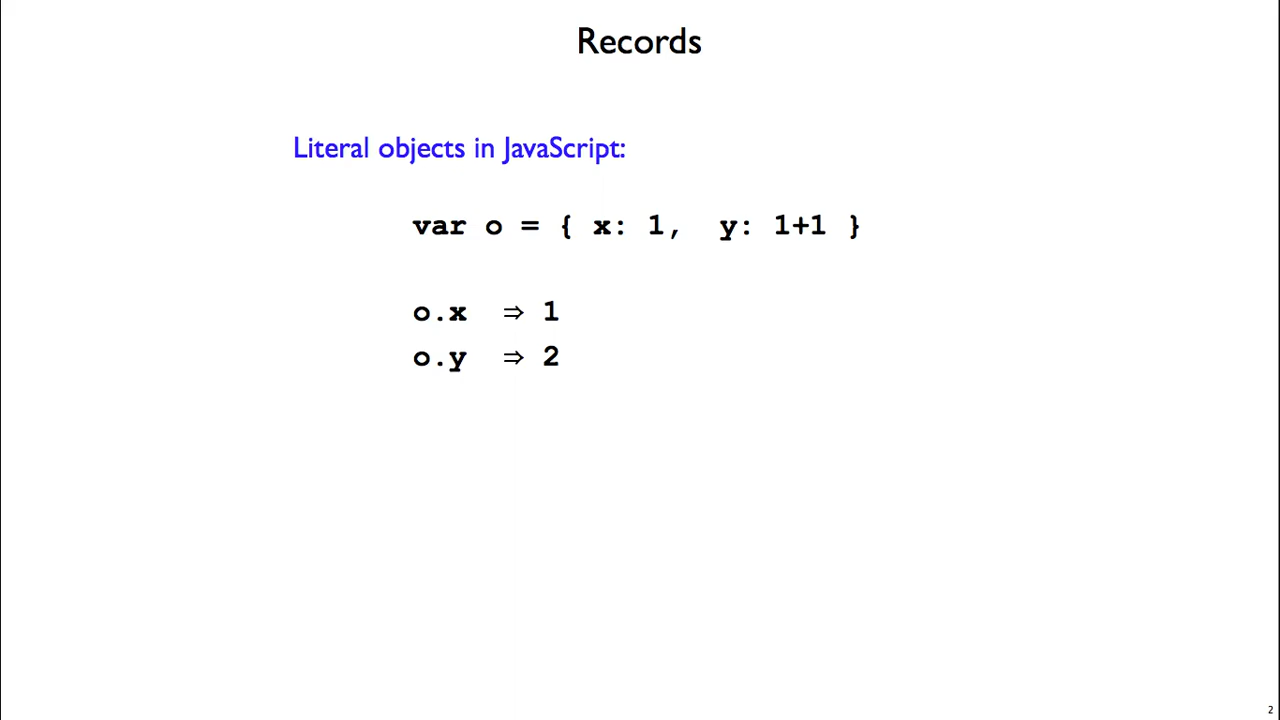 Records
Literal objects in JavaScript:
var o = { x: 1, y: 1+1 }
o.x ⇒ 1
o.y ⇒ 2
2